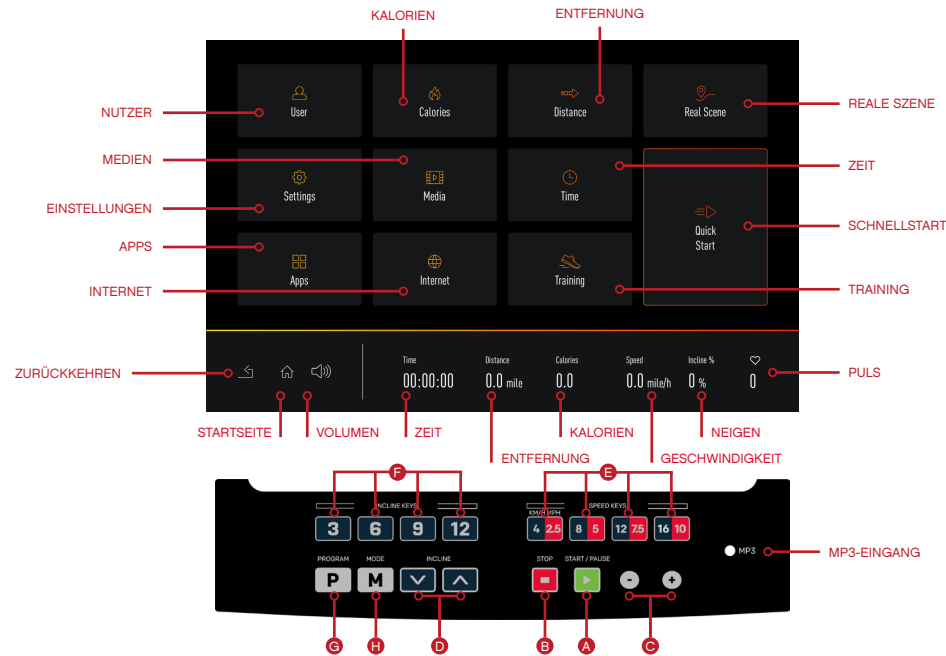 KALORIEN
ENTFERNUNG
NUTZER
User
Calories
Distance
Real Scene
REALE SZENE
MEDIEN
ZEIT
EINSTELLUNGEN
Settings
Media
Time
Quick
Start
SCHNELLSTART
APPS
Apps
Internet
Training
INTERNET
TRAINING
ZURÜCKKEHREN
Time
Distance
Calories
Speed
Incline %
00:00:00
0.0 mile
0.0
0.0 mile/h
0 %
0
PULS
STARTSEITE
VOLUMEN
ZEIT
ENTFERNUNG
KALORIEN
GESCHWINDIGKEIT
NEIGEN
F
E
INCLINE KEYS
SPEED KEYS
KM/H MPH
3
6
9
12
4 2.5
8 5
12 7.5
16 10
MP3
MP3-EINGANG
PROGRAM
MODE
INCLINE
STOP
START / PAUSE
P
M
-
+
G
H
D
B
A
C